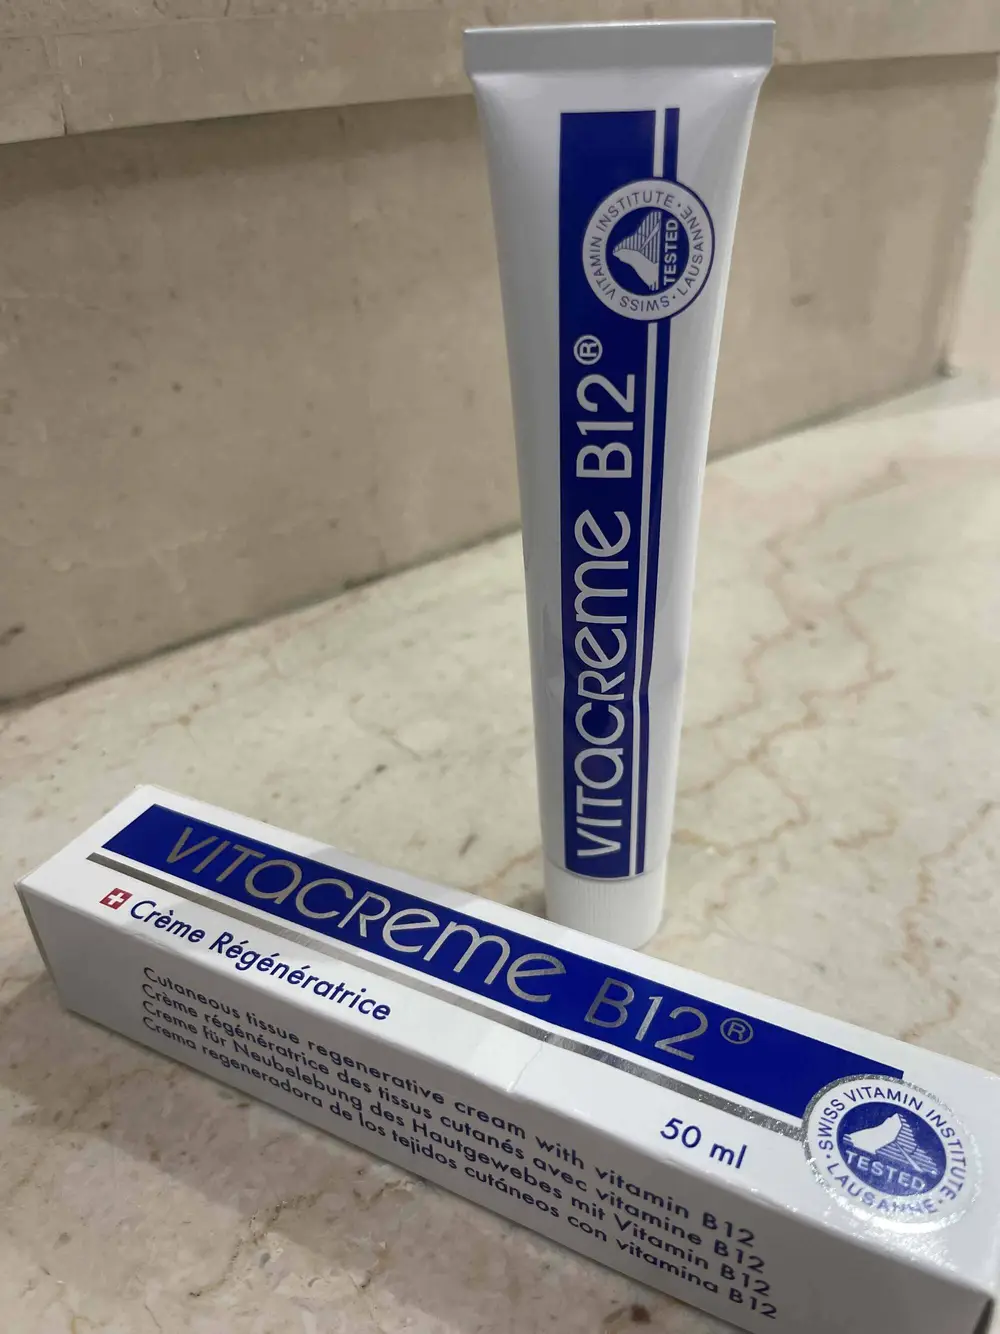 SWISS VITAMIN INSTITUTE · LAUSANNE ·
TESTED
VITACREME B12®
VITACREME B12®
Crème Régénératrice
Cutaneous tissue regenerative cream with vitamin B12
Crème régénératrice des tissus cutanés avec vitamine B12
Creme für Neubelebung des Hautgewebes mit Vitamin B12
Crema regeneradora de los tejidos cutáneos con vitamina B12
50 ml
SWISS VITAMIN INSTITUTE · LAUSANNE ·
TESTED